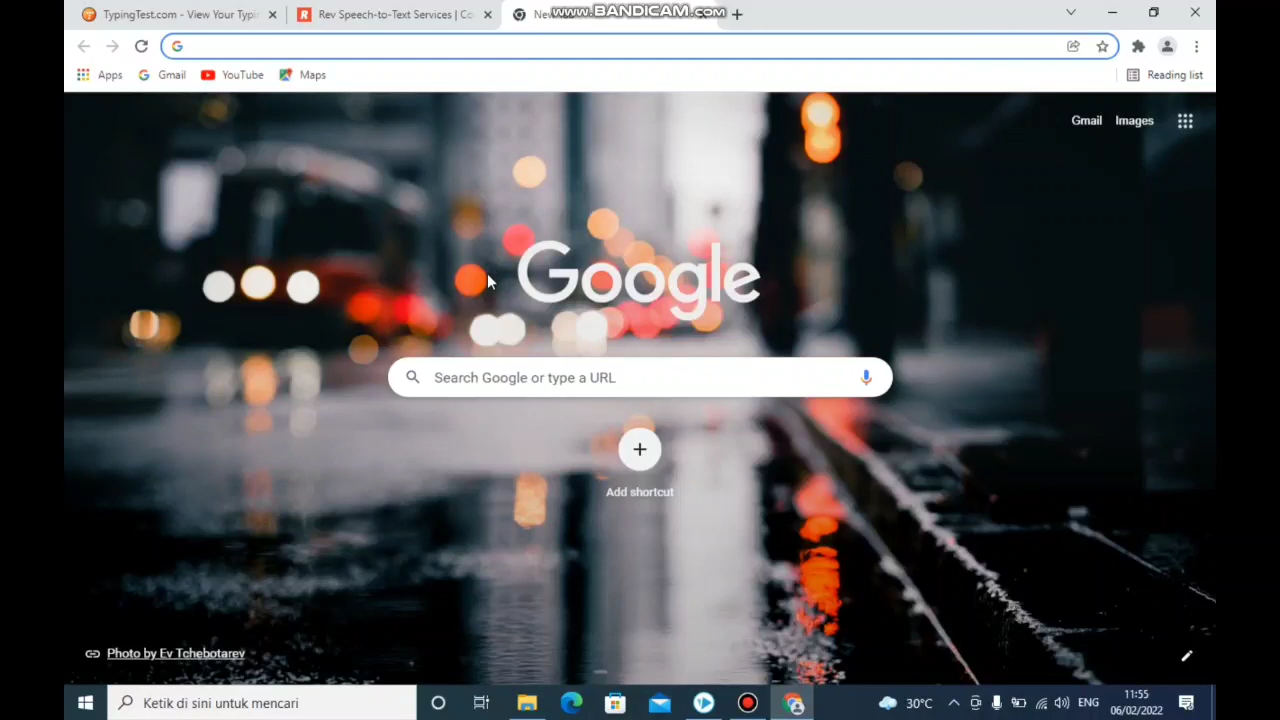 TypingTest.com - View Your Typi
Rev Speech-to-Text Services | Co
Ne
www.BANDICAM.com
Apps
Gmail
YouTube
Maps
Reading list
Gmail
Images
Google
Search Google or type a URL
Add shortcut
Photo by Ev Tchebotarev
Ketik di sini untuk mencari
30°C
ENG
11:55
06/02/2022